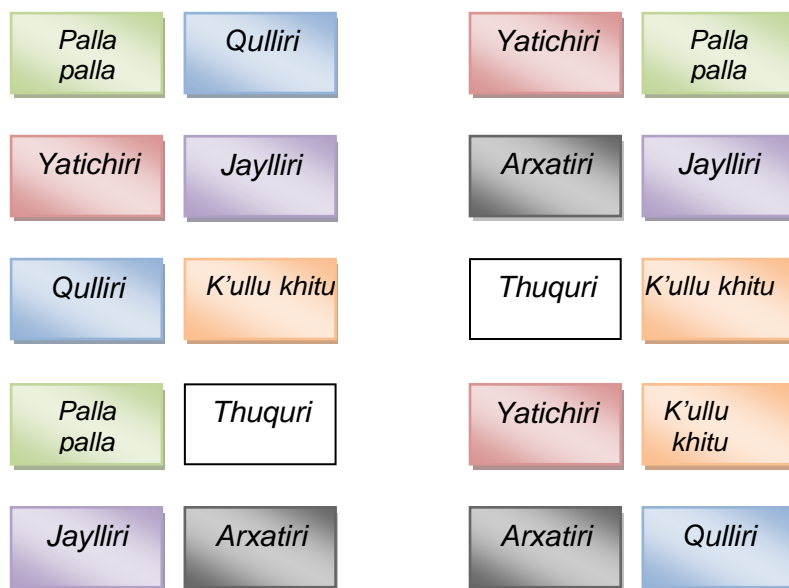 Palla
palla
Qulliri
Yatichiri
Palla
palla
Yatichiri
Jaylliri
Arxatiri
Jaylliri
Qulliri
K'ullu khitu
Thuquri
K'ullu khitu
Palla
palla
Thuquri
Yatichiri
K'ullu
khitu
Jaylliri
Arxatiri
Arxatiri
Qulliri